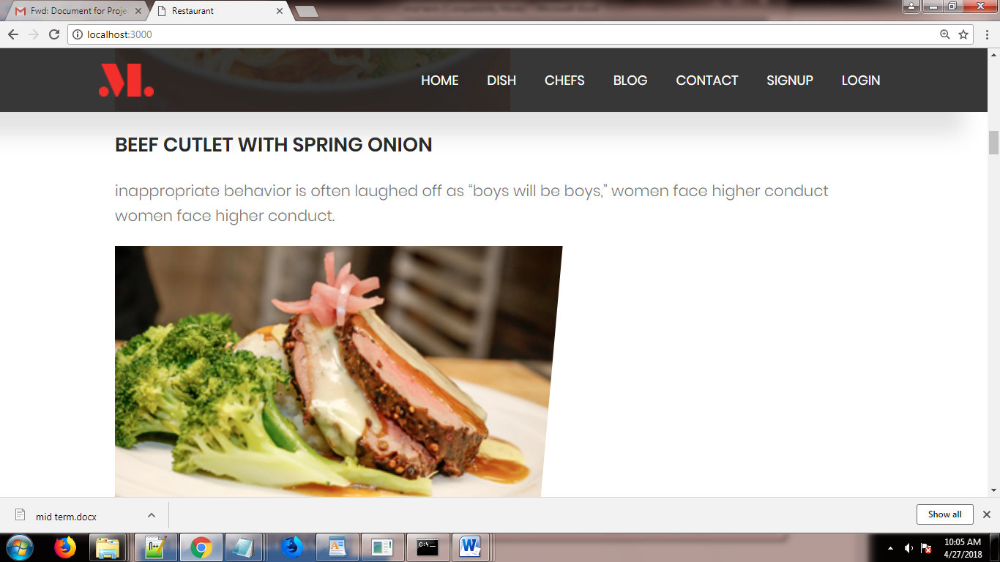 Fwd: Document for Proje
Restaurant
localhost:3000
M.
HOME DISH CHEFS BLOG CONTACT SIGNUP LOGIN
BEEF CUTLET WITH SPRING ONION
inappropriate behavior is often laughed off as “boys will be boys,” women face higher conduct
women face higher conduct.
mid term.docx
Show all
10:05 AM
4/27/2018